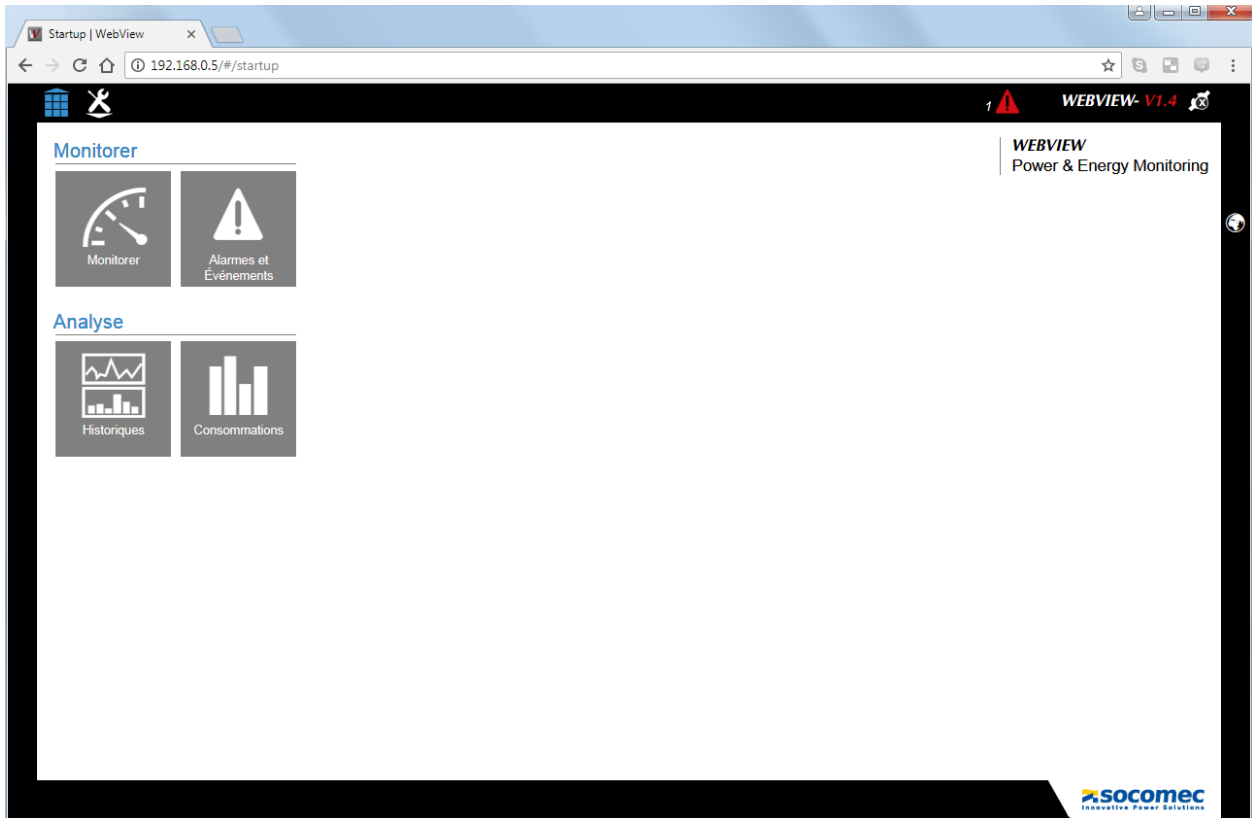 Startup | WebView
192.168.0.5/#/startup
1
WEBVIEW- V1.4
Monitorer
WEBVIEW
Power & Energy Monitoring
Monitorer
Alarmes et
Événements
Analyse
Historiques
Consommations
socomec
Innovative Power Solutions